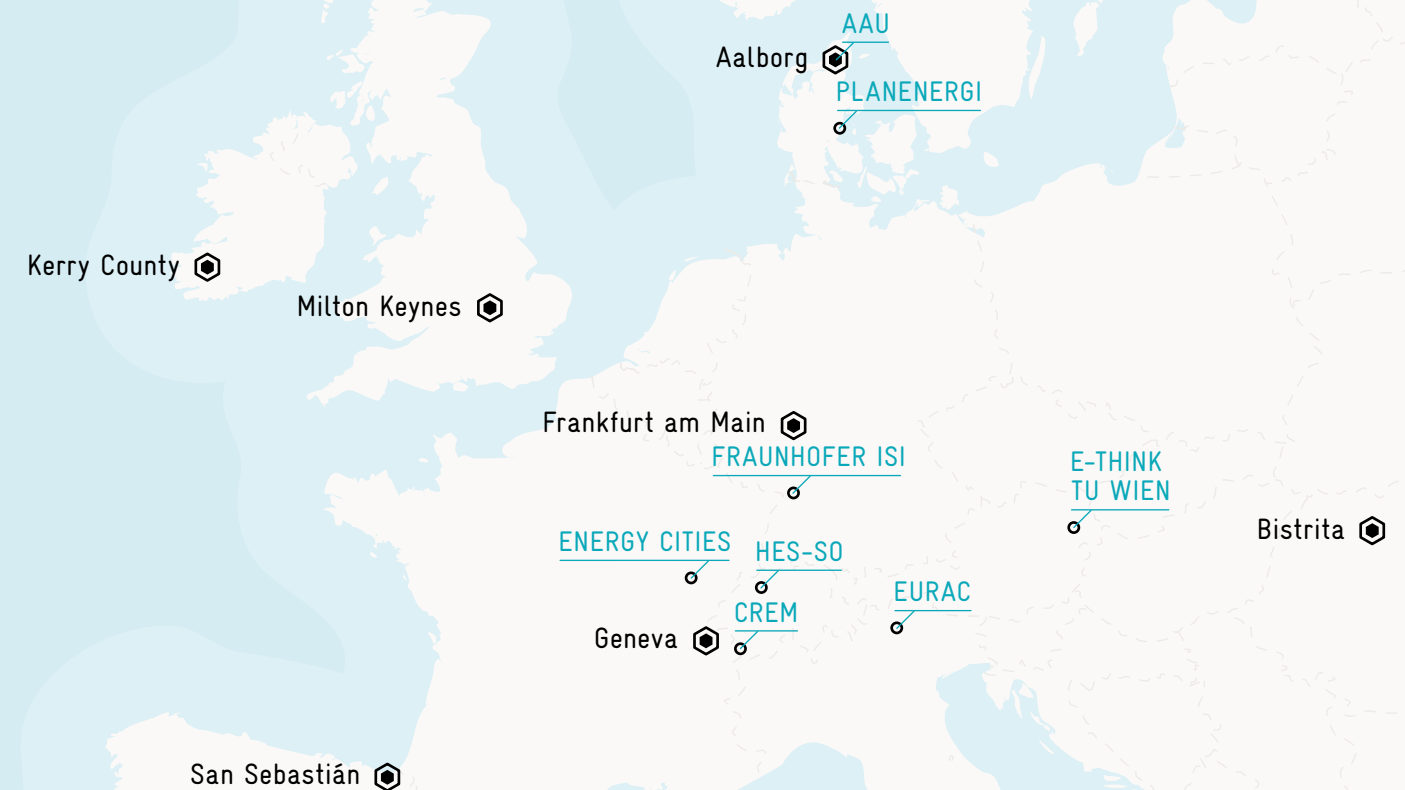 AAU
Aalborg
PLANENERGI
Kerry County
Milton Keynes
Frankfurt am Main
FRAUNHOFER ISI
E-THINK
TU WIEN
Bistrita
ENERGY CITIES
HES-SO
EURAC
CREM
Geneva
San Sebastián